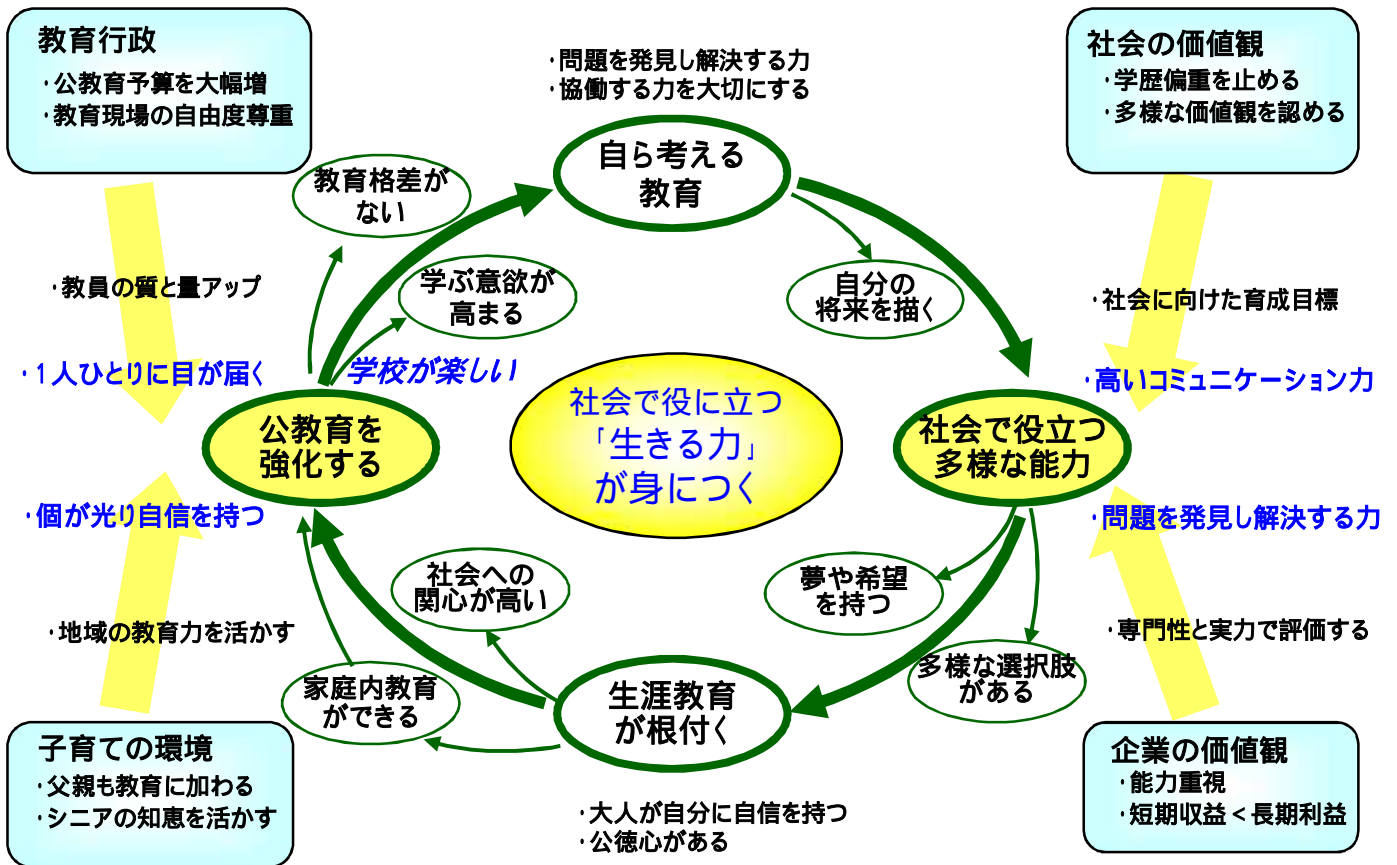 教育行政
・公教育予算を大幅増
・教育現場の自由度尊重
・問題を発見し解決する力
・協働する力を大切にする
社会の価値観
・学歴偏重を止める
・多様な価値観を認める
自ら考える
教育
教育格差が
ない
学ぶ意欲が
高まる
自分の
将来を描く
・教員の質と量アップ
・1人ひとりに目が届く
学校が楽しい
・社会に向けた育成目標
・高いコミュニケーション力
公教育を
強化する
社会で役に立つ
「生きる力」
が身につく
社会で役立つ
多様な能力
・個が光り自信を持つ
・問題を発見し解決する力
社会への
関心が高い
夢や希望
を持つ
・地域の教育力を活かす
・専門性と実力で評価する
家庭内教育
ができる
生涯教育
が根付く
多様な選択肢
がある
子育ての環境
・父親も教育に加わる
・シニアの知恵を活かす
・大人が自分に自信を持つ
・公徳心がある
企業の価値観
・能力重視
・短期収益<長期利益